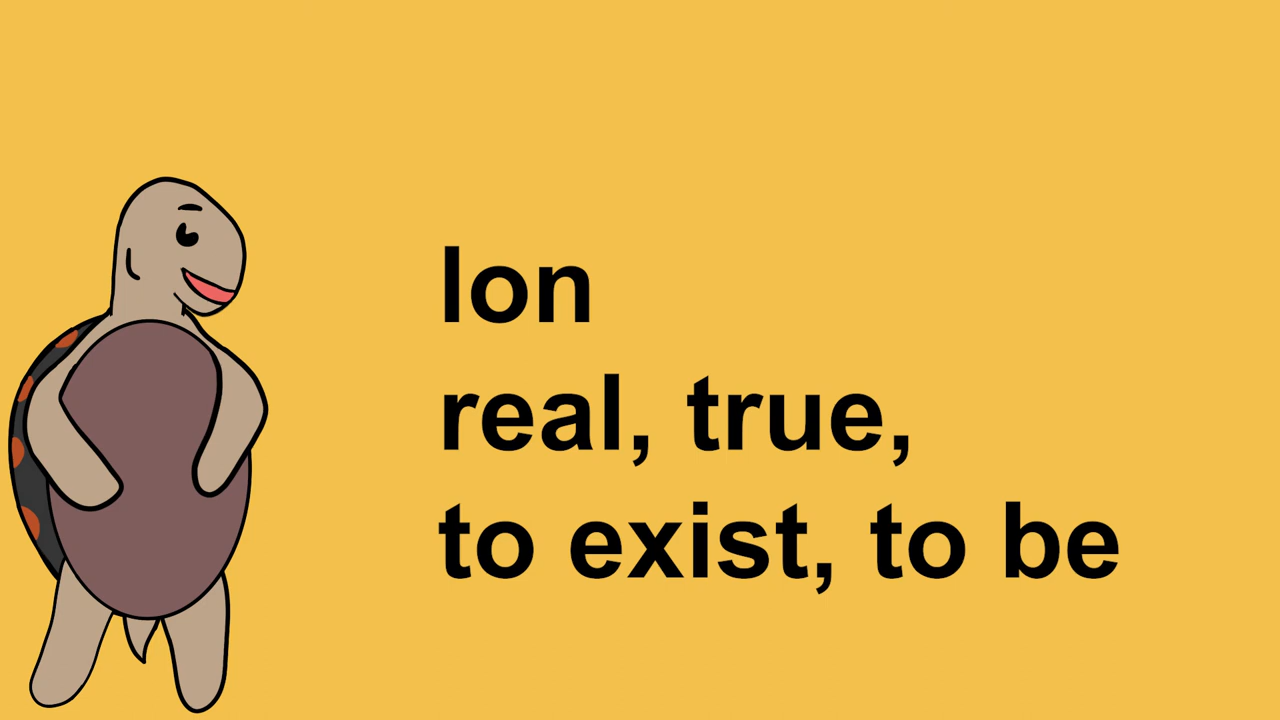 lon
real, true,
to exist, to be